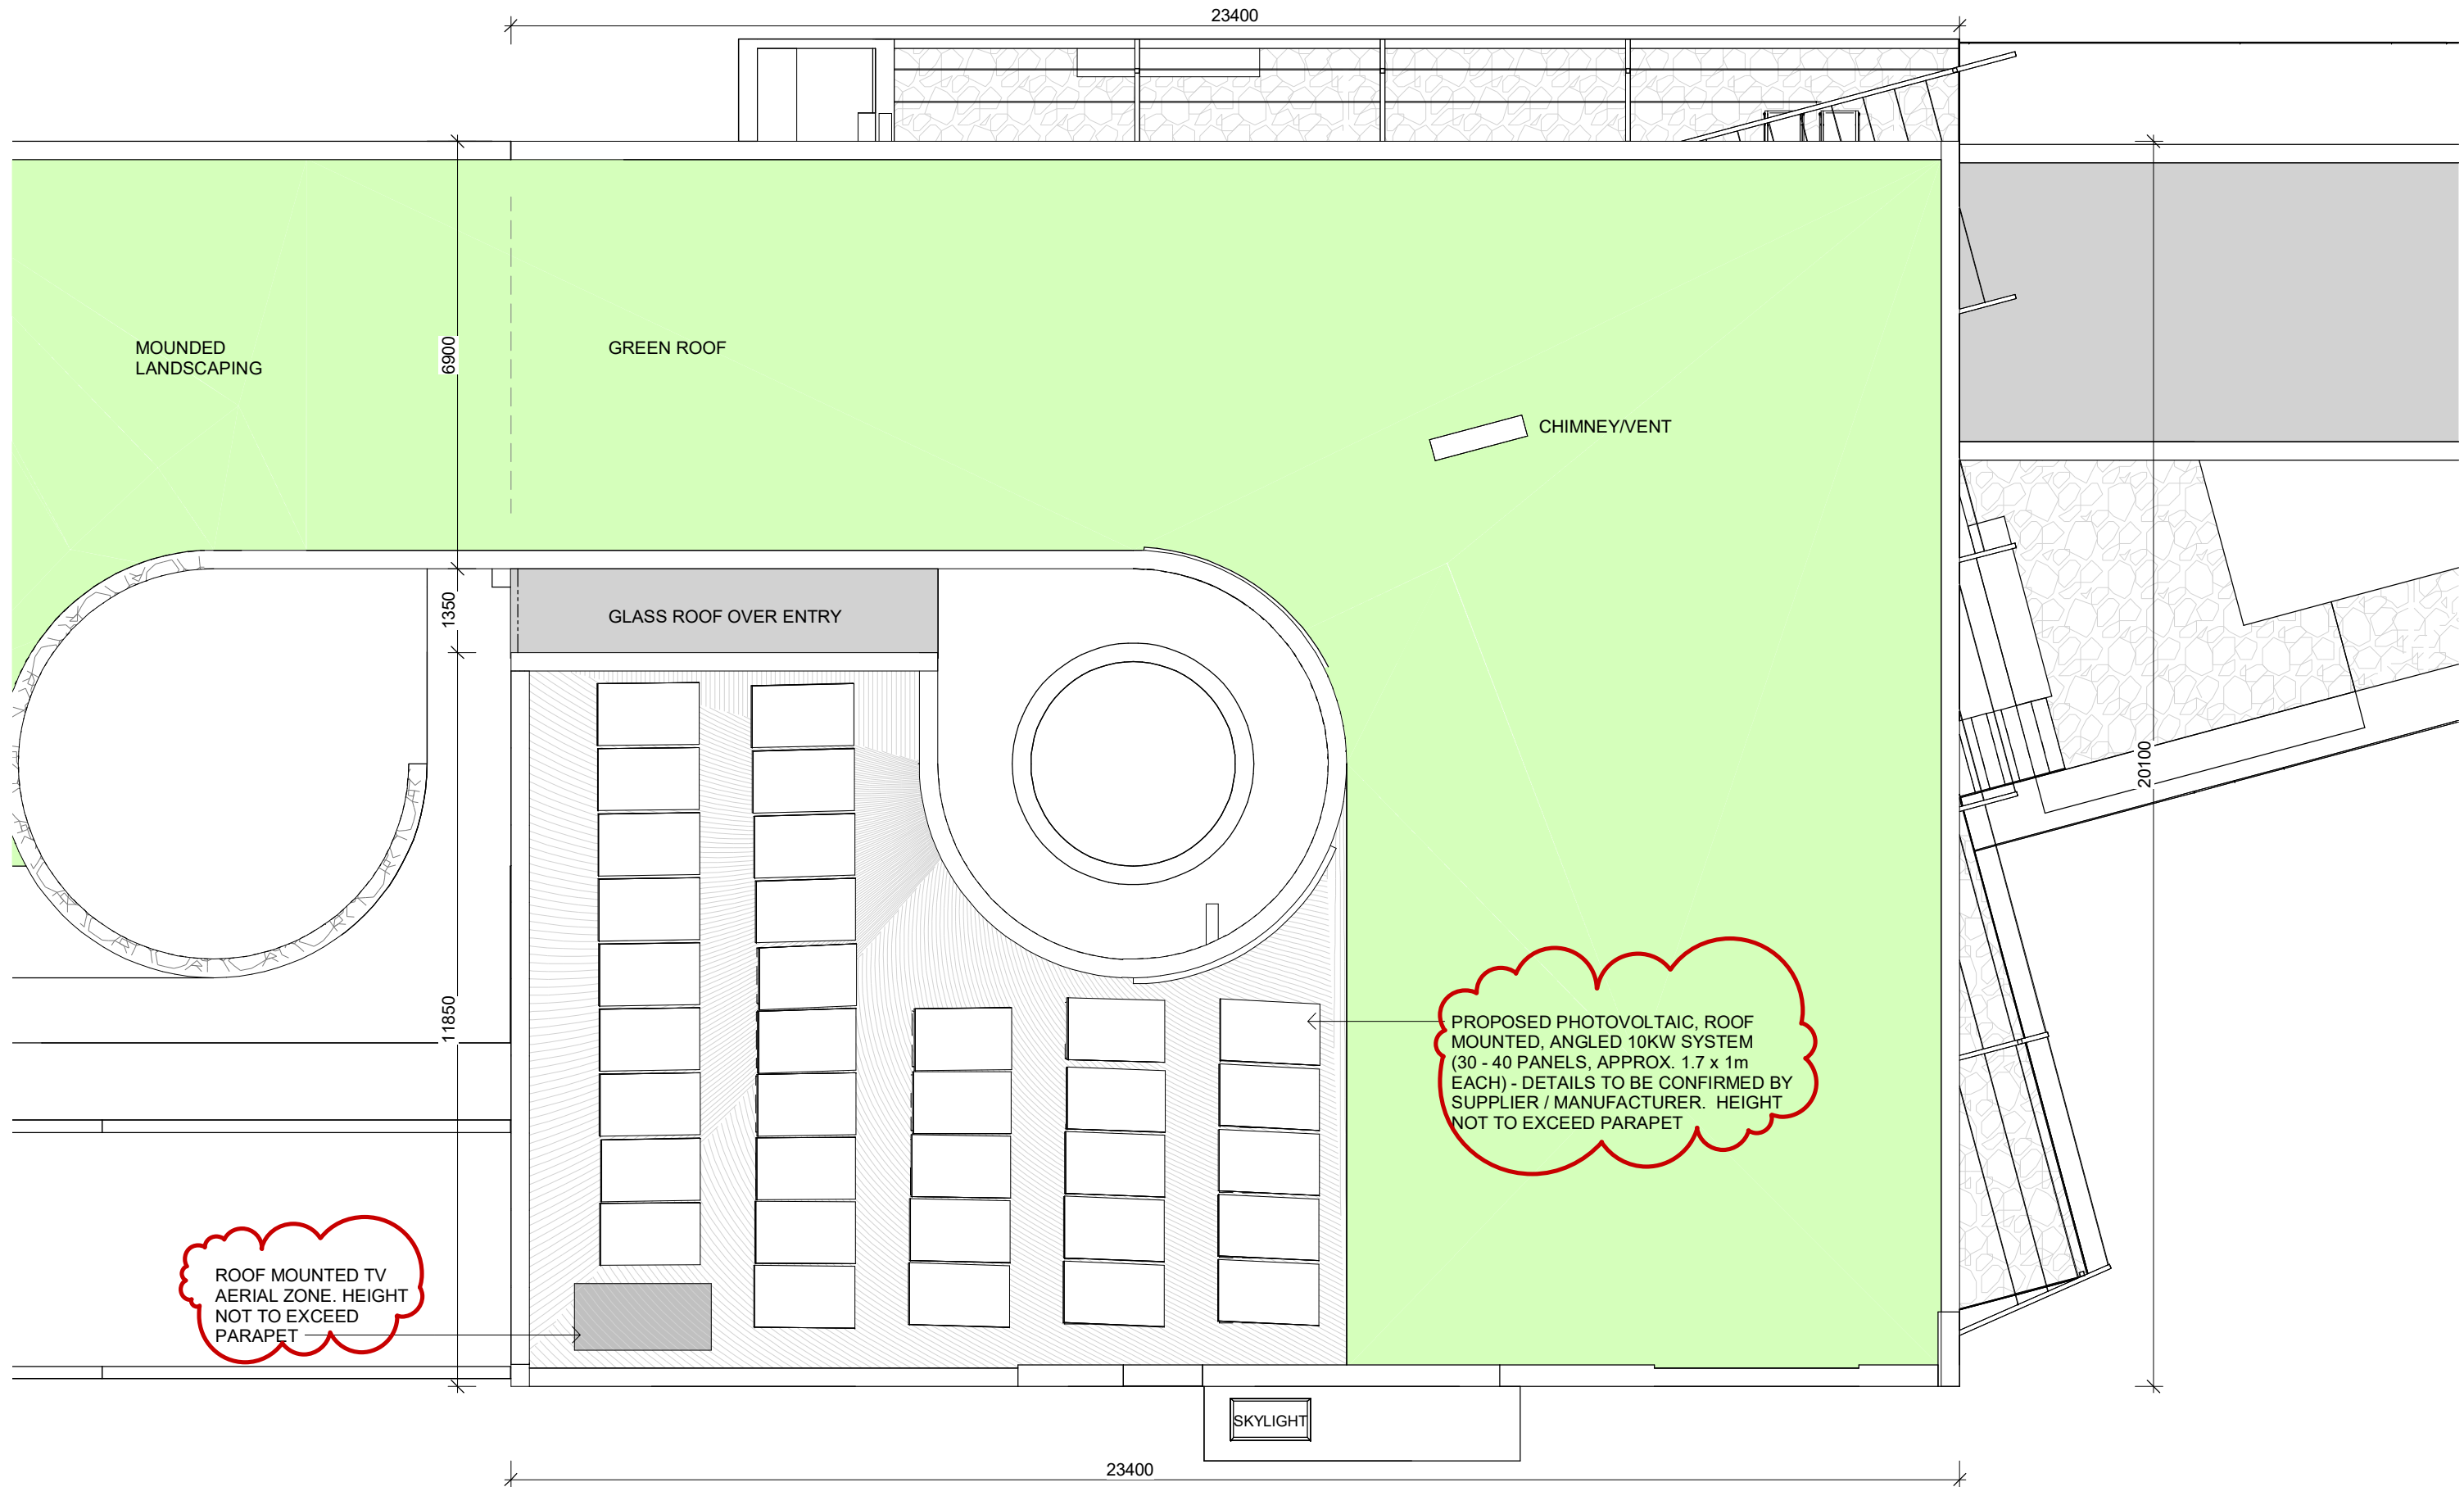 23400
MOUNDED
LANDSCAPING
6900
GREEN ROOF
CHIMNEY/VENT
1350
GLASS ROOF OVER ENTRY
20100
11850
PROPOSED PHOTOVOLTAIC, ROOF
MOUNTED, ANGLED 10KW SYSTEM
(30 - 40 PANELS, APPROX. 1.7 x 1m
EACH) - DETAILS TO BE CONFIRMED BY
SUPPLIER / MANUFACTURER. HEIGHT
NOT TO EXCEED PARAPET
ROOF MOUNTED TV
AERIAL ZONE. HEIGHT
NOT TO EXCEED
PARAPET
SKYLIGHT
23400